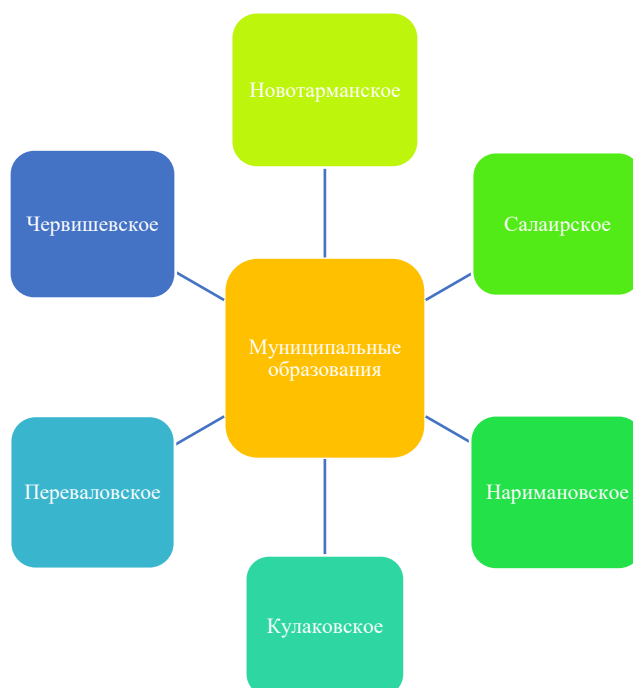 Новотарманское
Червишевское
Салаирское
Муниципальные
образования
Переваловское
Наримановское
Кулаковское